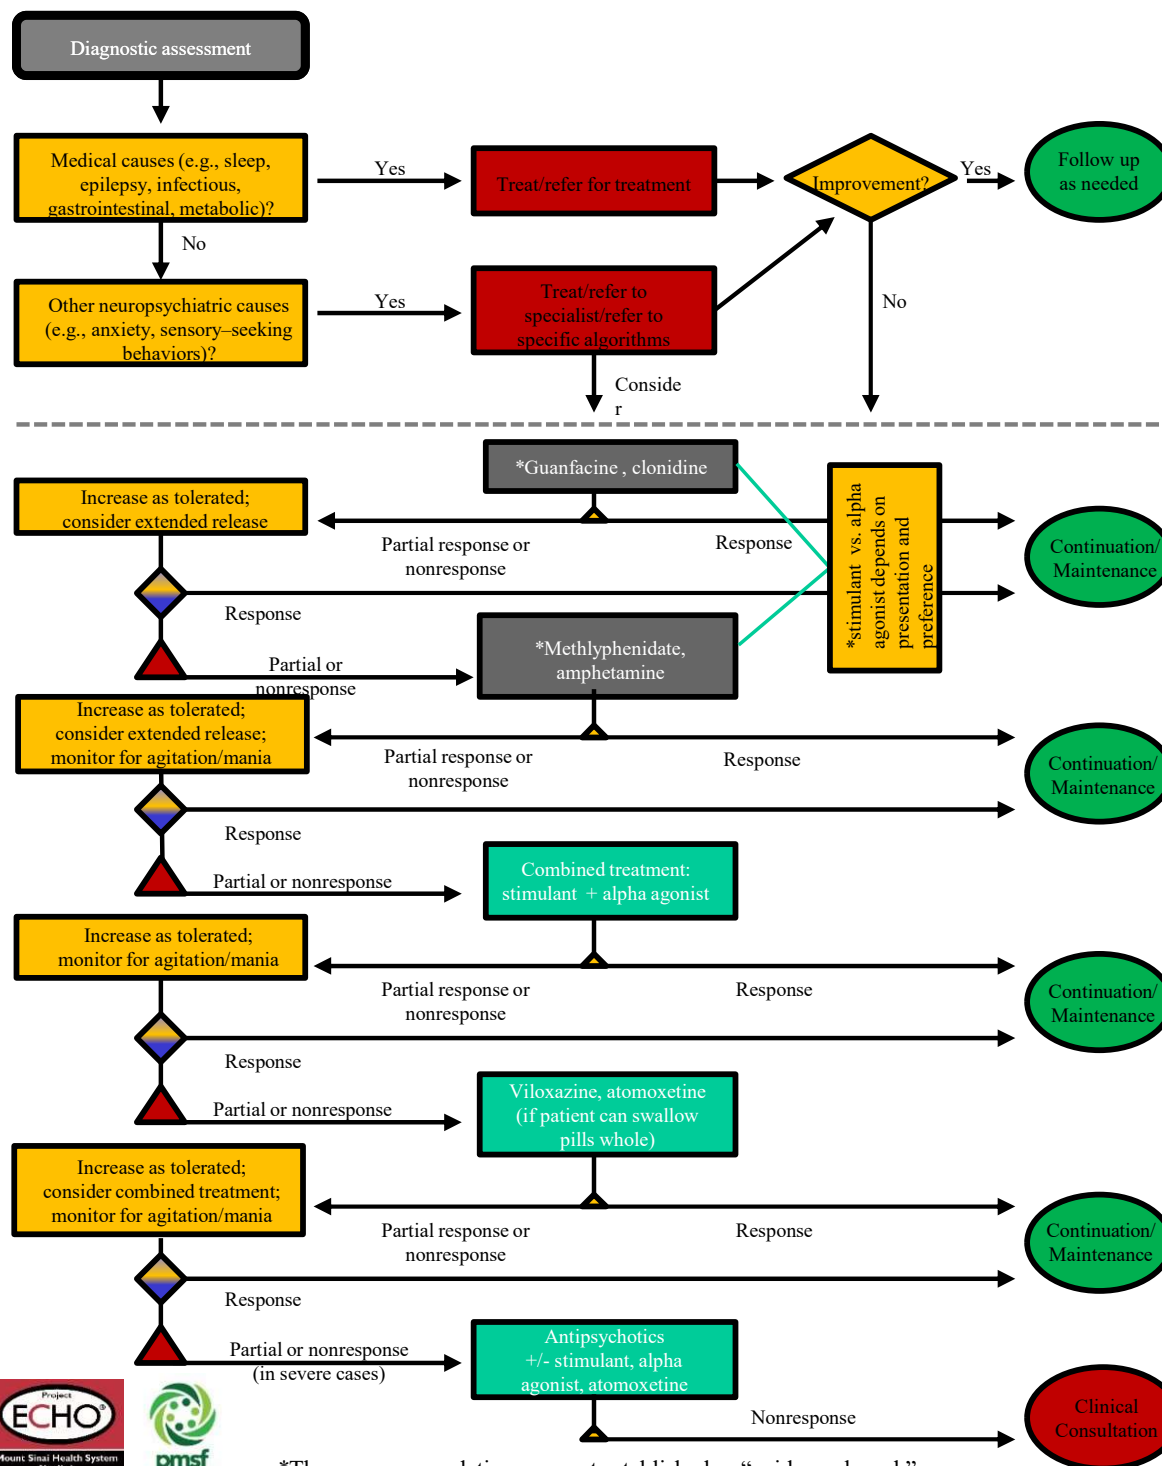 Diagnostic assessment
Medical causes (e.g., sleep,
epilepsy, infectious,
gastrointestinal, metabolic)?
Yes
Treat/refer for treatment
Improvement?
Yes
Follow up
as needed
No
Other neuropsychiatric causes
(e.g., anxiety, sensory–seeking
behaviors)?
Yes
Treat/refer to
specialist/refer to
specific algorithms
No
Conside
r
*Guanfacine , clonidine
Increase as tolerated;
consider extended release
Partial response or
nonresponse
Response
*stimulant vs. alpha
agonist depends on
presentation and
preference
Continuation/
Maintenance
Response
Partial or
nonresponse
*Methlyphenidate,
amphetamine
Increase as tolerated;
consider extended release;
monitor for agitation/mania
Partial response or
nonresponse
Response
Continuation/
Maintenance
Response
Partial or nonresponse
Combined treatment:
stimulant + alpha agonist
Increase as tolerated;
monitor for agitation/mania
Partial response or
nonresponse
Response
Continuation/
Maintenance
Response
Partial or nonresponse
Viloxazine, atomoxetine
(if patient can swallow
pills whole)
Increase as tolerated;
consider combined treatment;
monitor for agitation/mania
Partial response or
nonresponse
Response
Continuation/
Maintenance
Response
Partial or nonresponse
(in severe cases)
Antipsychotics
+/- stimulant, alpha
agonist, atomoxetine
Nonresponse
Clinical
Consultation
Project
ECHO®
Mount Sinai Health System
pmsf